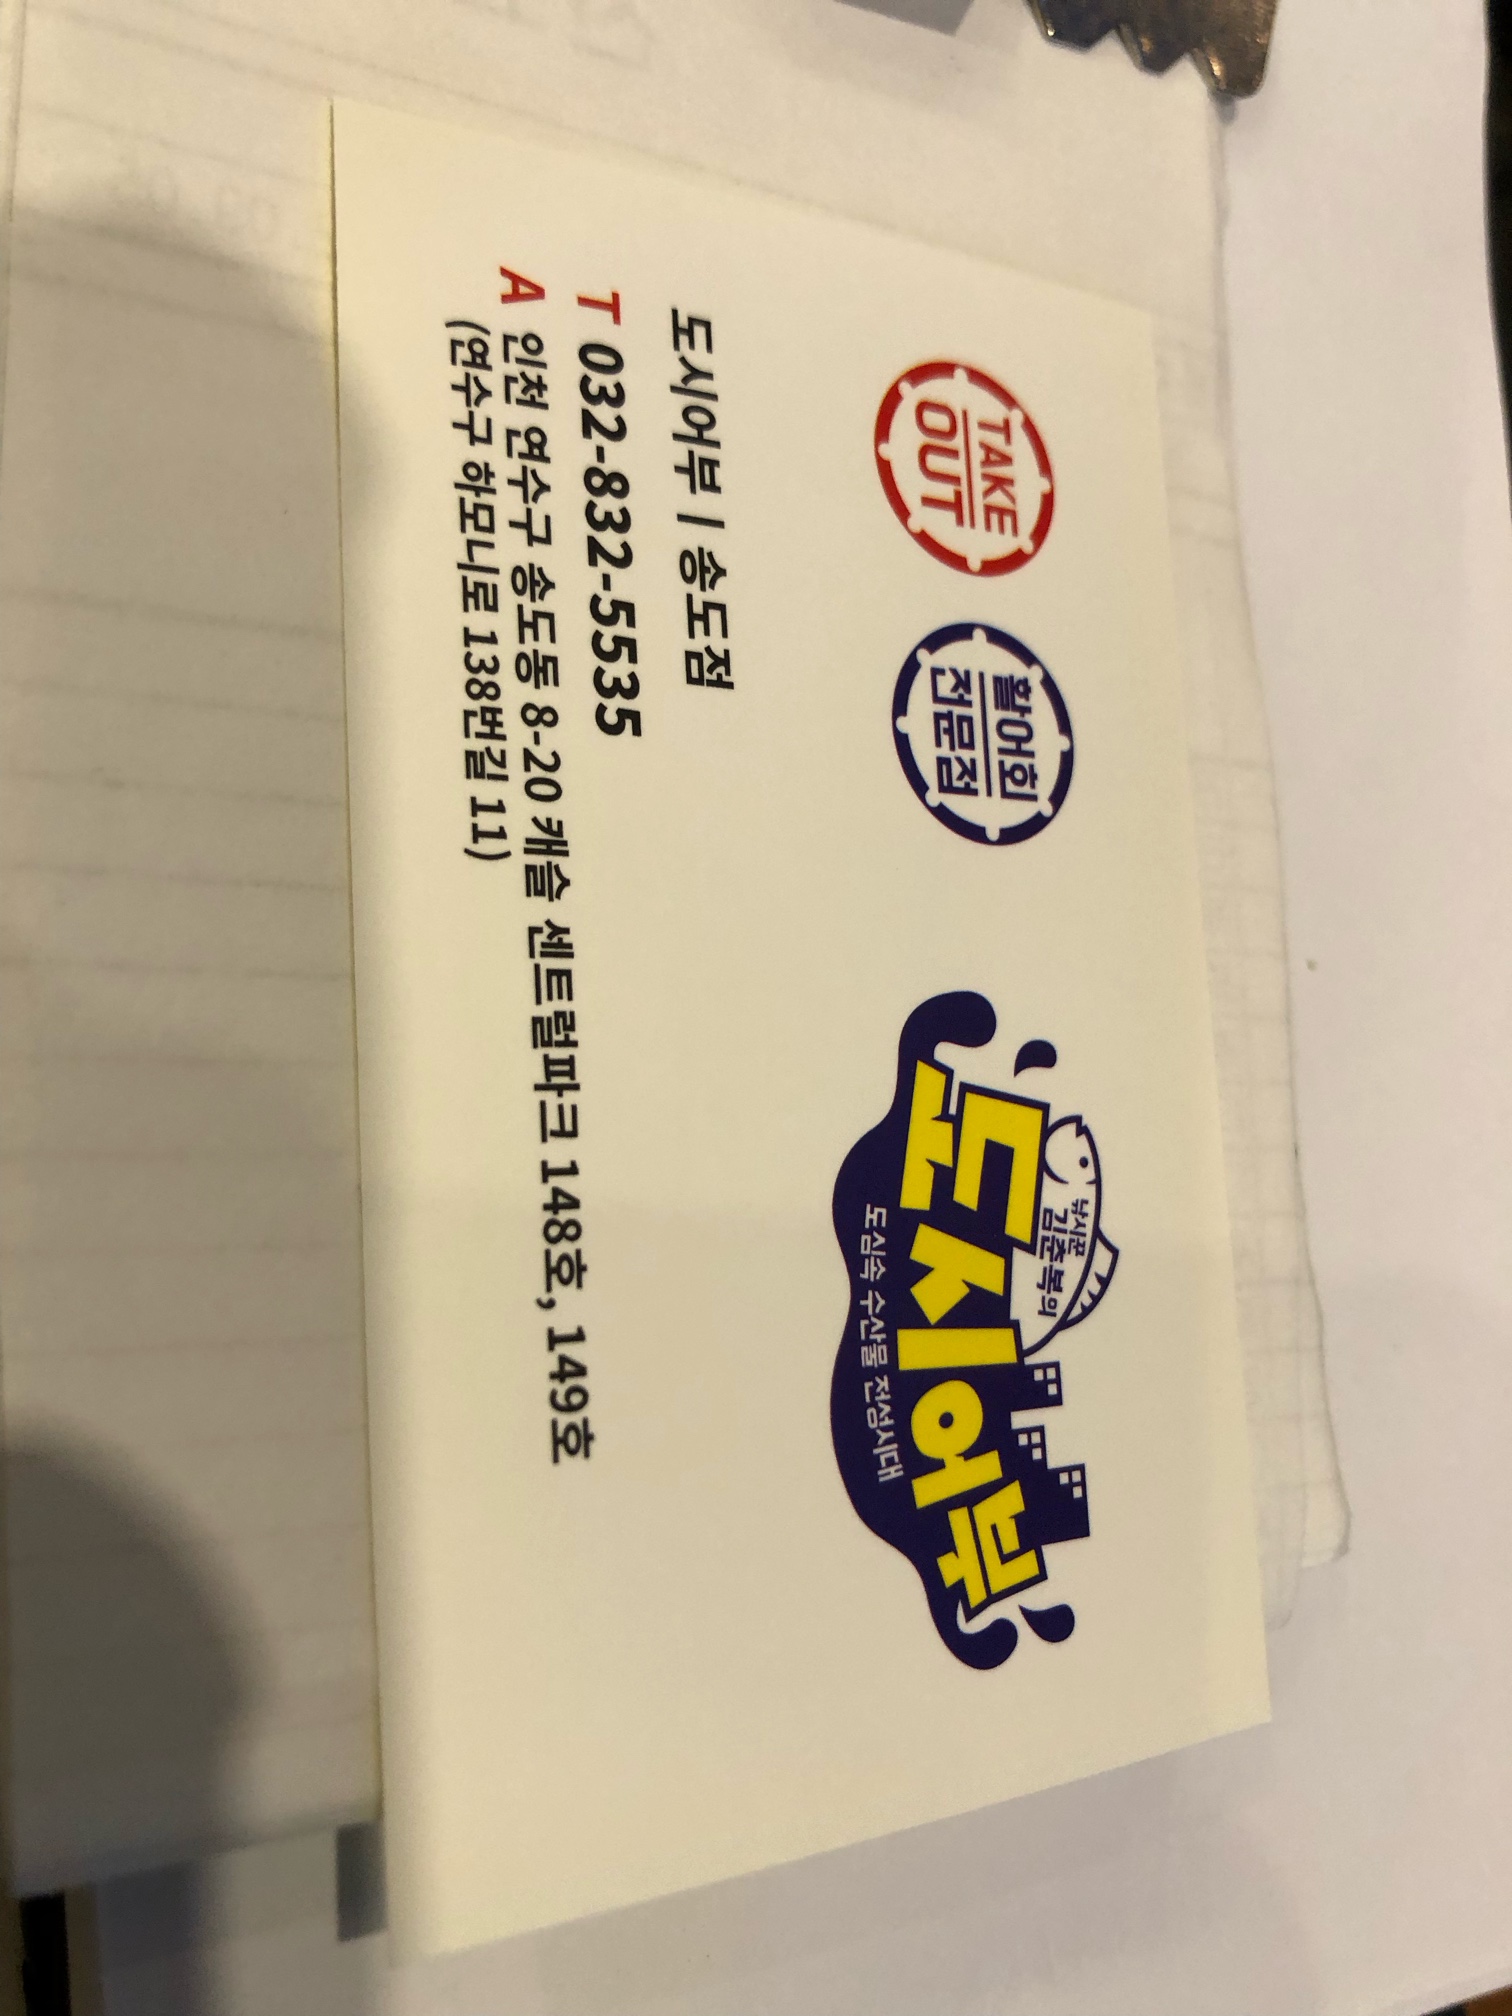 TAKE
OUT
활어회
전문점
낚시꾼
김춘복의
도시어부
도심속 수산물 전성시대
도시어부 | 송도점
T 032-832-5535
A 인천 연수구 송도동 8-20 캐슬 센트럴파크 148호, 149호
(연수구 하모니로 138번길 11)